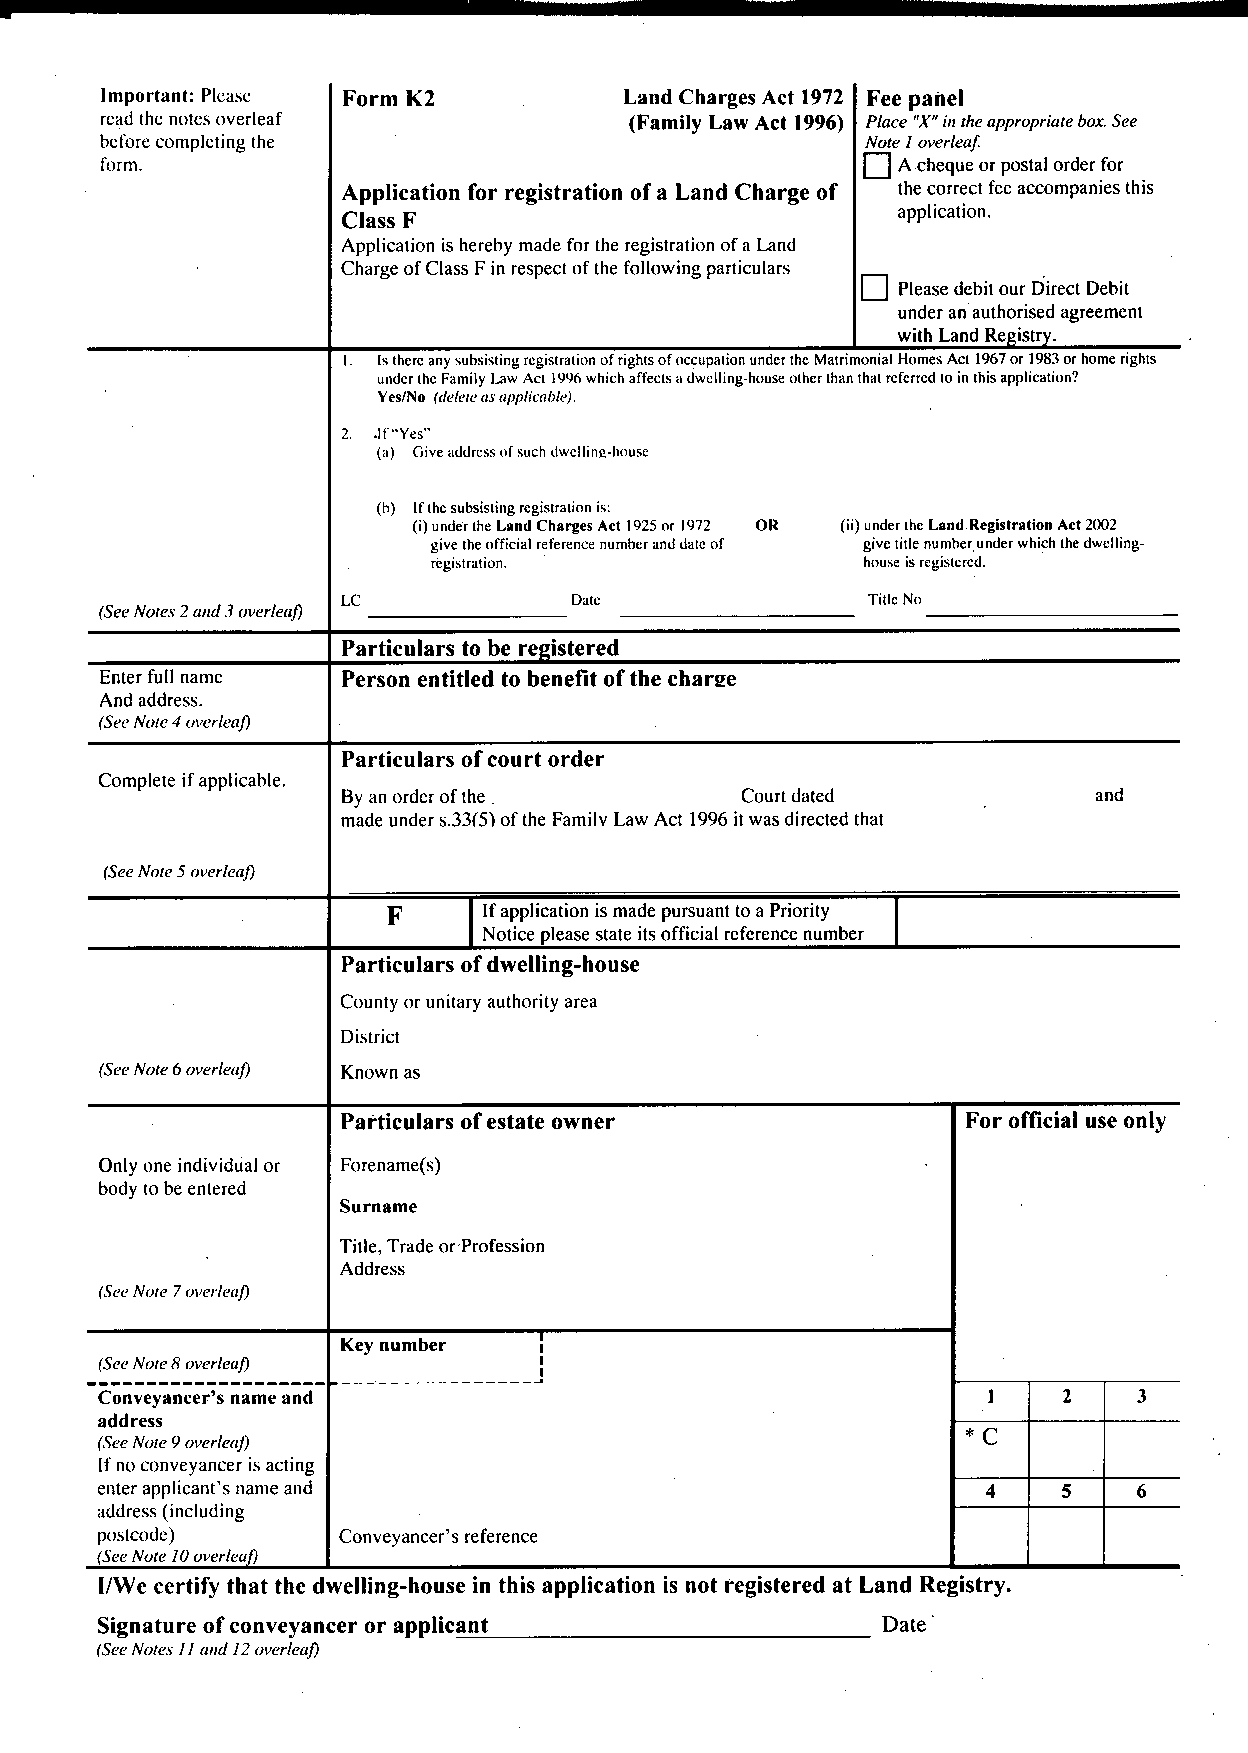 Important: Please
read the notes overleaf
before completing the
form.
Form K2
Land Charges Act 1972
(Family Law Act 1996)
Application for registration of a Land Charge of
Class F
Application is hereby made for the registration of a Land
Charge of Class F in respect of the following particulars
Fee panel
Place "X" in the appropriate box. See
Note 1 overleaf.
A cheque or postal order for
the correct fee accompanies this
application.
Please debit our Direct Debit
under an authorised agreement
with Land Registry.
1. Is there any subsisting registration of rights of occupation under the Matrimonial Homes Act 1967 or 1983 or home rights
under the Family Law Act 1996 which affects a dwelling-house other than that referred to in this application?
Yes/No (delete as applicable).
2. If "Yes"
(a) Give address of such dwelling-house
(b) If the subsisting registration is:
(i) under the Land Charges Act 1925 or 1972 OR (ii) under the Land Registration Act 2002
give the official reference number and date of give title number under which the dwelling-
registration. house is registered.
(See Notes 2 and 3 overleaf)
LC Date Title No
Particulars to be registered
Enter full name
And address.
(See Note 4 overleaf)
Person entitled to benefit of the charge
Complete if applicable.
(See Note 5 overleaf)
Particulars of court order
By an order of the Court dated and
made under s.33(5) of the Family Law Act 1996 it was directed that
F
If application is made pursuant to a Priority
Notice please state its official reference number
Particulars of dwelling-house
County or unitary authority area
District
(See Note 6 overleaf)
Known as
Particulars of estate owner
For official use only
Only one individual or
body to be entered
(See Note 7 overleaf)
Forename(s)
Surname
Title, Trade or Profession
Address
Key number
(See Note 8 overleaf)
Conveyancer's name and
address
(See Note 9 overleaf)
If no conveyancer is acting
enter applicant's name and
address (including
postcode)
(See Note 10 overleaf)
Conveyancer's reference
1 2 3
* C
4 5 6
I/We certify that the dwelling-house in this application is not registered at Land Registry.
Signature of conveyancer or applicant Date
(See Notes 11 and 12 overleaf)